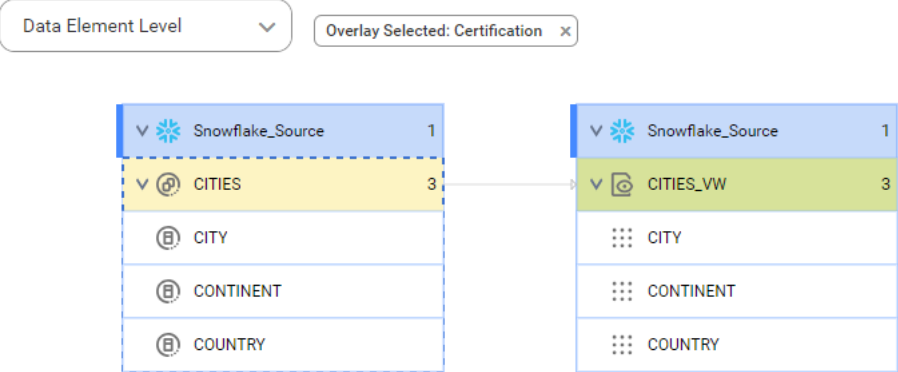 Data Element Level
Overlay Selected: Certification ×
Snowflake_Source 1
CITIES 3
CITY
CONTINENT
COUNTRY
Snowflake_Source 1
CITIES_VW 3
CITY
CONTINENT
COUNTRY